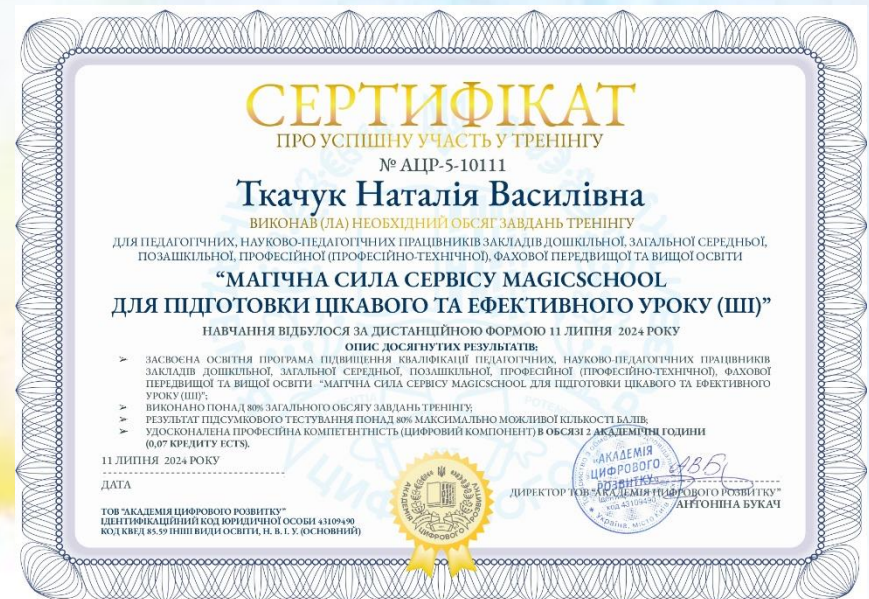 СЕРТИФІКАТ
ПРО УСПІШНУ УЧАСТЬ У ТРЕНІНГУ
№ АЦР-5-10111
Ткачук Наталія Василівна
ВИКОНАВ (ЛА) НЕОБХІДНИЙ ОБСЯГ ЗАВДАНЬ ТРЕНІНГУ
ДЛЯ ПЕДАГОГІЧНИХ, НАУКОВО-ПЕДАГОГІЧНИХ ПРАЦІВНИКІВ ЗАКЛАДІВ ДОШКІЛЬНОЇ, ЗАГАЛЬНОЇ СЕРЕДНЬОЇ,
ПОЗАШКІЛЬНОЇ, ПРОФЕСІЙНОЇ (ПРОФЕСІЙНО-ТЕХНІЧНОЇ), ФАХОВОЇ ПЕРЕДВИЩОЇ ТА ВИЩОЇ ОСВІТИ
“МАГІЧНА СИЛА СЕРВІСУ MAGICSCHOOL
ДЛЯ ПІДГОТОВКИ ЦІКАВОГО ТА ЕФЕКТИВНОГО УРОКУ (ШІ)”
НАВЧАННЯ ВІДБУЛОСЯ ЗА ДИСТАНЦІЙНОЮ ФОРМОЮ 11 ЛИПНЯ 2024 РОКУ
ОПИС ДОСЯГНУТИХ РЕЗУЛЬТАТІВ:
➢ ЗАСВОЄНА ОСВІТНЯ ПРОГРАМА ПІДВИЩЕННЯ КВАЛІФІКАЦІЇ ПЕДАГОГІЧНИХ, НАУКОВО-ПЕДАГОГІЧНИХ ПРАЦІВНИКІВ
ЗАКЛАДІВ ДОШКІЛЬНОЇ, ЗАГАЛЬНОЇ СЕРЕДНЬОЇ, ПОЗАШКІЛЬНОЇ, ПРОФЕСІЙНОЇ (ПРОФЕСІЙНО-ТЕХНІЧНОЇ), ФАХОВОЇ
ПЕРЕДВИЩОЇ ТА ВИЩОЇ ОСВІТИ “МАГІЧНА СИЛА СЕРВІСУ MAGICSCHOOL ДЛЯ ПІДГОТОВКИ ЦІКАВОГО ТА ЕФЕКТИВНОГО
УРОКУ (ШІ)”;
➢ ВИКОНАНО ПОНАД 80% ЗАГАЛЬНОГО ОБСЯГУ ЗАВДАНЬ ТРЕНІНГУ;
➢ РЕЗУЛЬТАТ ПІДСУМКОВОГО ТЕСТУВАННЯ ПОНАД 80% МАКСИМАЛЬНО МОЖЛИВОЇ КІЛЬКОСТІ БАЛІВ;
➢ УДОСКОНАЛЕНА ПРОФЕСІЙНА КОМПЕТЕНТНІСТЬ (ЦИФРОВИЙ КОМПОНЕНТ) В ОБСЯЗІ 2 АКАДЕМІЧНІ ГОДИНИ
(0,07 КРЕДИТУ ECTS).
11 ЛИПНЯ 2024 РОКУ
ДАТА
ДИРЕКТОР ТОВ “АКАДЕМІЯ ЦИФРОВОГО РОЗВИТКУ”
АНТОНІНА БУКАЧ
ТОВ “АКАДЕМІЯ ЦИФРОВОГО РОЗВИТКУ”
ІДЕНТИФІКАЦІЙНИЙ КОД ЮРИДИЧНОЇ ОСОБИ 43109490
КОД КВЕД 85.59 ІНШІ ВИДИ ОСВІТИ, Н. В. І. У. (ОСНОВНИЙ)
“АКАДЕМІЯ
ЦИФРОВОГО
РОЗВИТКУ”
код 43109490